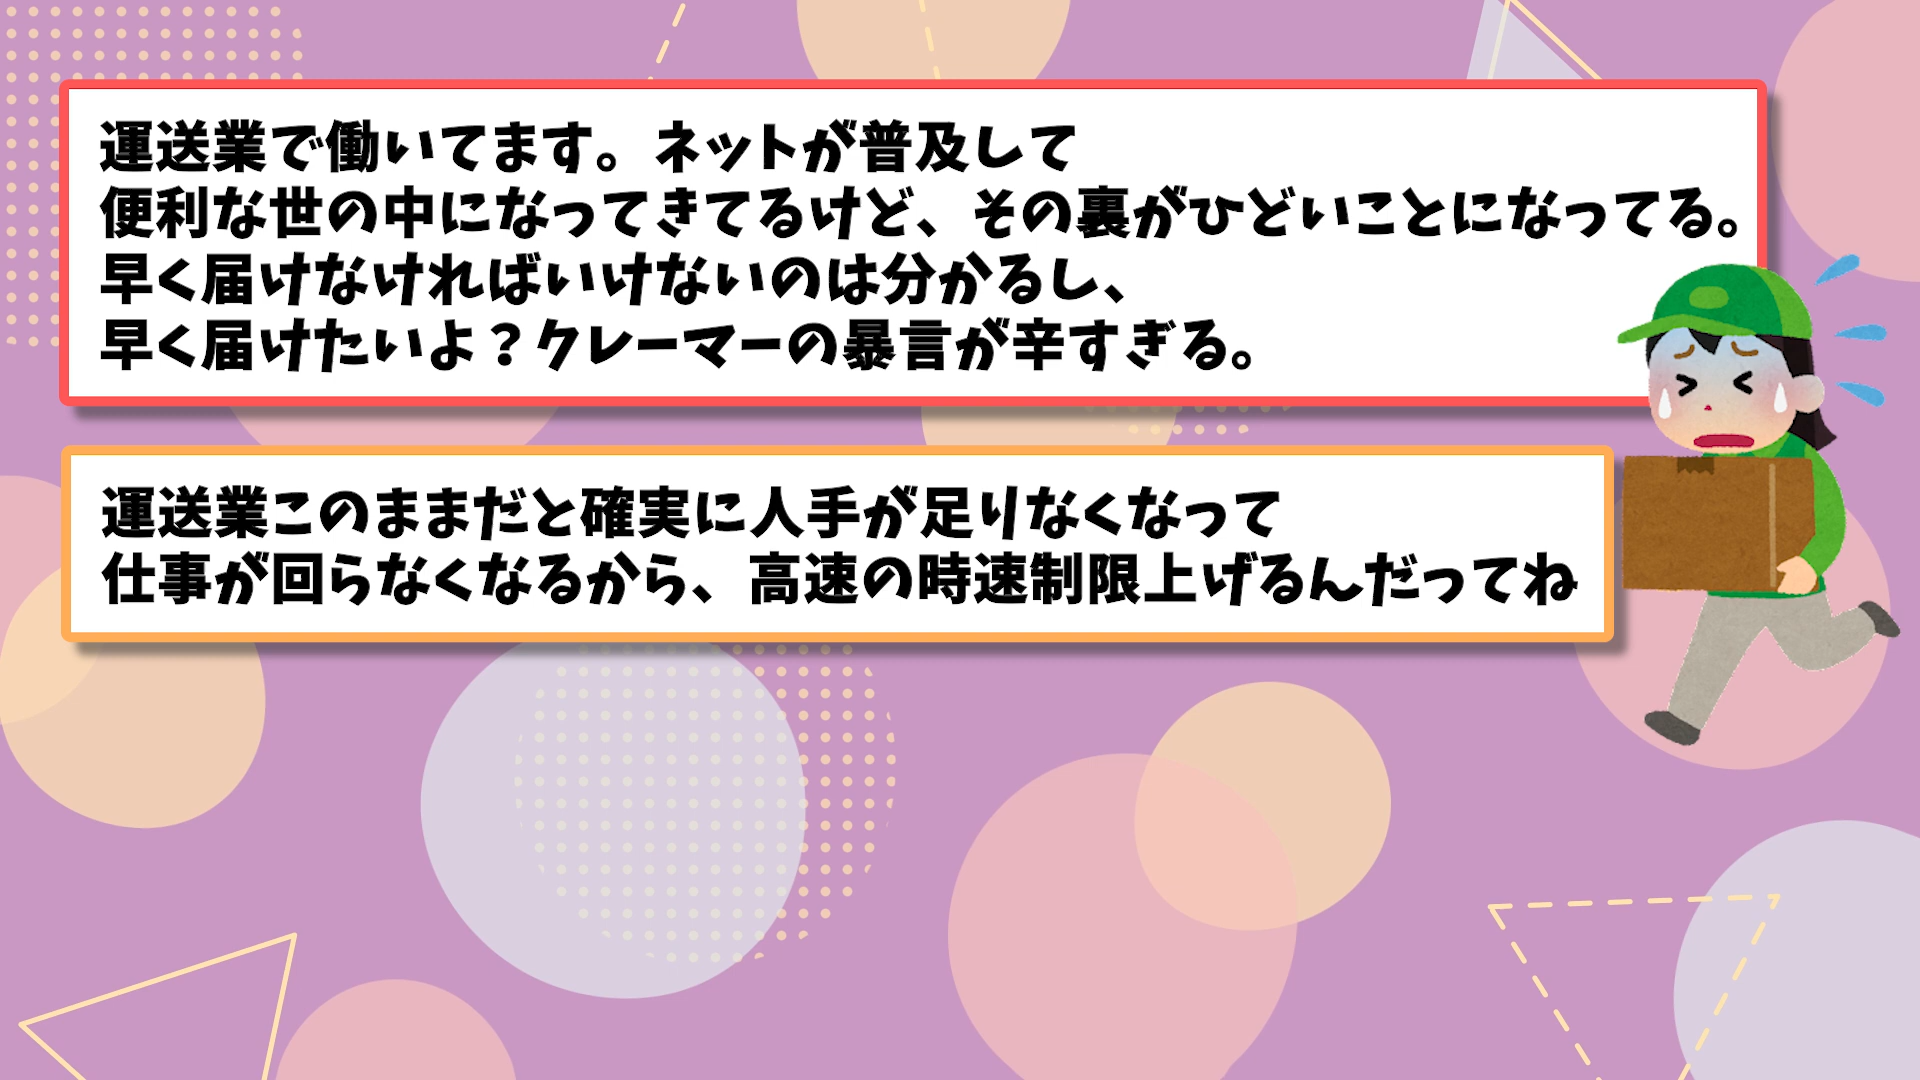 運送業で働いてます。ネットが普及して
便利な世の中になってきてるけど、その裏がひどいことになってる。
早く届けなければいけないのは分かるし、
早く届けたいよ？クレーマーの暴言が辛すぎる。
運送業このままだと確実に人手が足りなくなって
仕事が回らなくなるから、高速の時速制限上げるんだってね